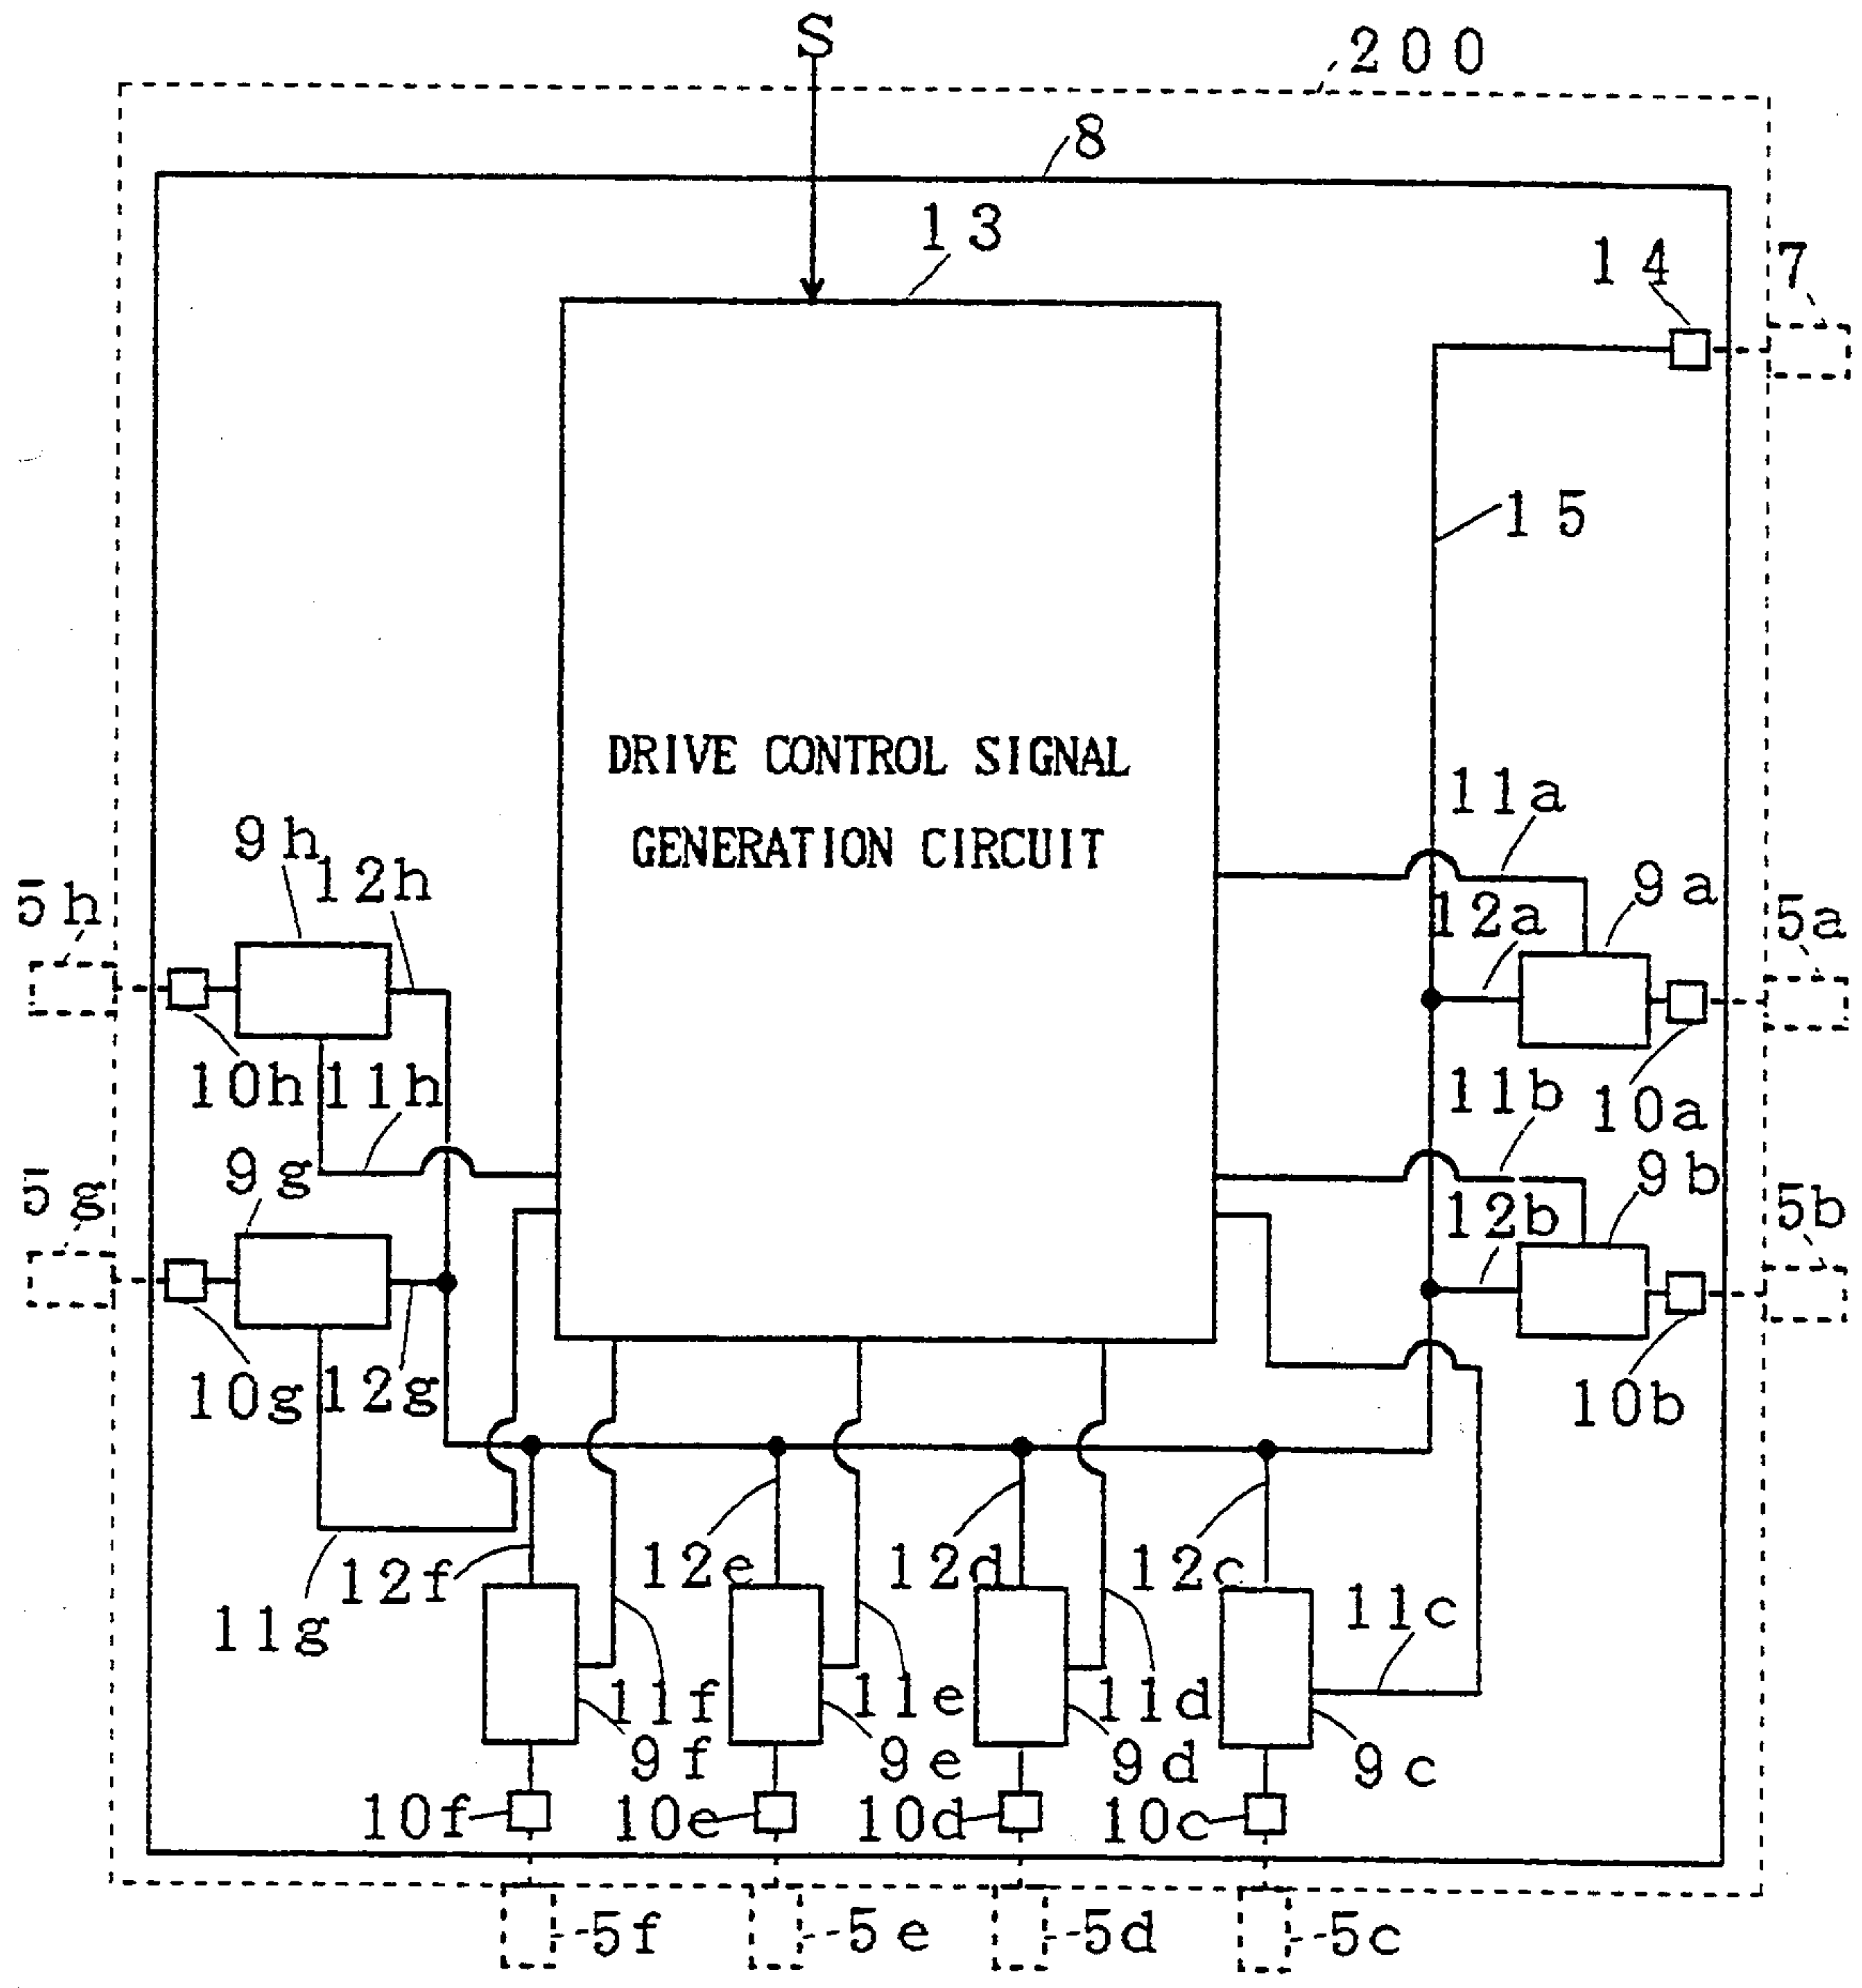 S
200
8
13
14
7
15
DRIVE CONTROL SIGNAL
GENERATION CIRCUIT
11a
9h
12h
9a
5h
12a
5a
10h
11h
11b
10a
9g
9b
5g
12b
5b
10g
12g
10b
12f
12e
12d
12c
11g
11c
11f
11e
11d
9f
9e
9d
9c
10f
10e
10d
10c
5f
5e
5d
5c